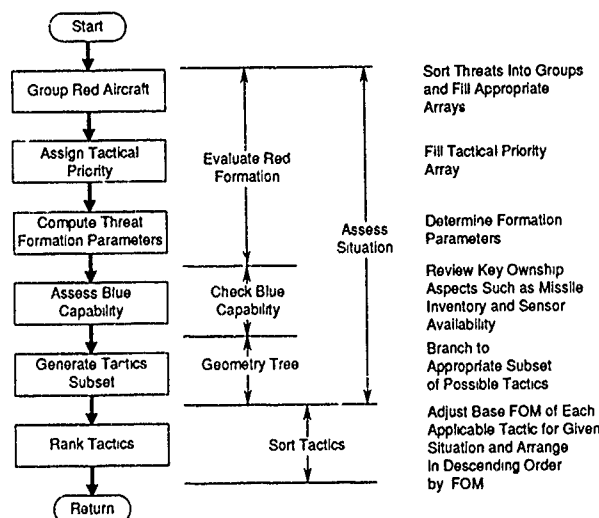 Start
Group Red Aircraft
Assign Tactical
Priority
Compute Threat
Formation Parameters
Assess Blue
Capability
Generate Tactics
Subset
Rank Tactics
Return
Evaluate Red
Formation
Check Blue
Capability
Geometry Tree
Sort Tactics
Assess
Situation
Sort Threats Into Groups
and Fill Appropriate
Arrays
Fill Tactical Priority
Array
Determine Formation
Parameters
Review Key Ownship
Aspects Such as Missile
Inventory and Sensor
Availability
Branch to
Appropriate Subset
of Possible Tactics
Adjust Base FOM of Each
Applicable Tactic for Given
Situation and Arrange
In Descending Order
by FOM